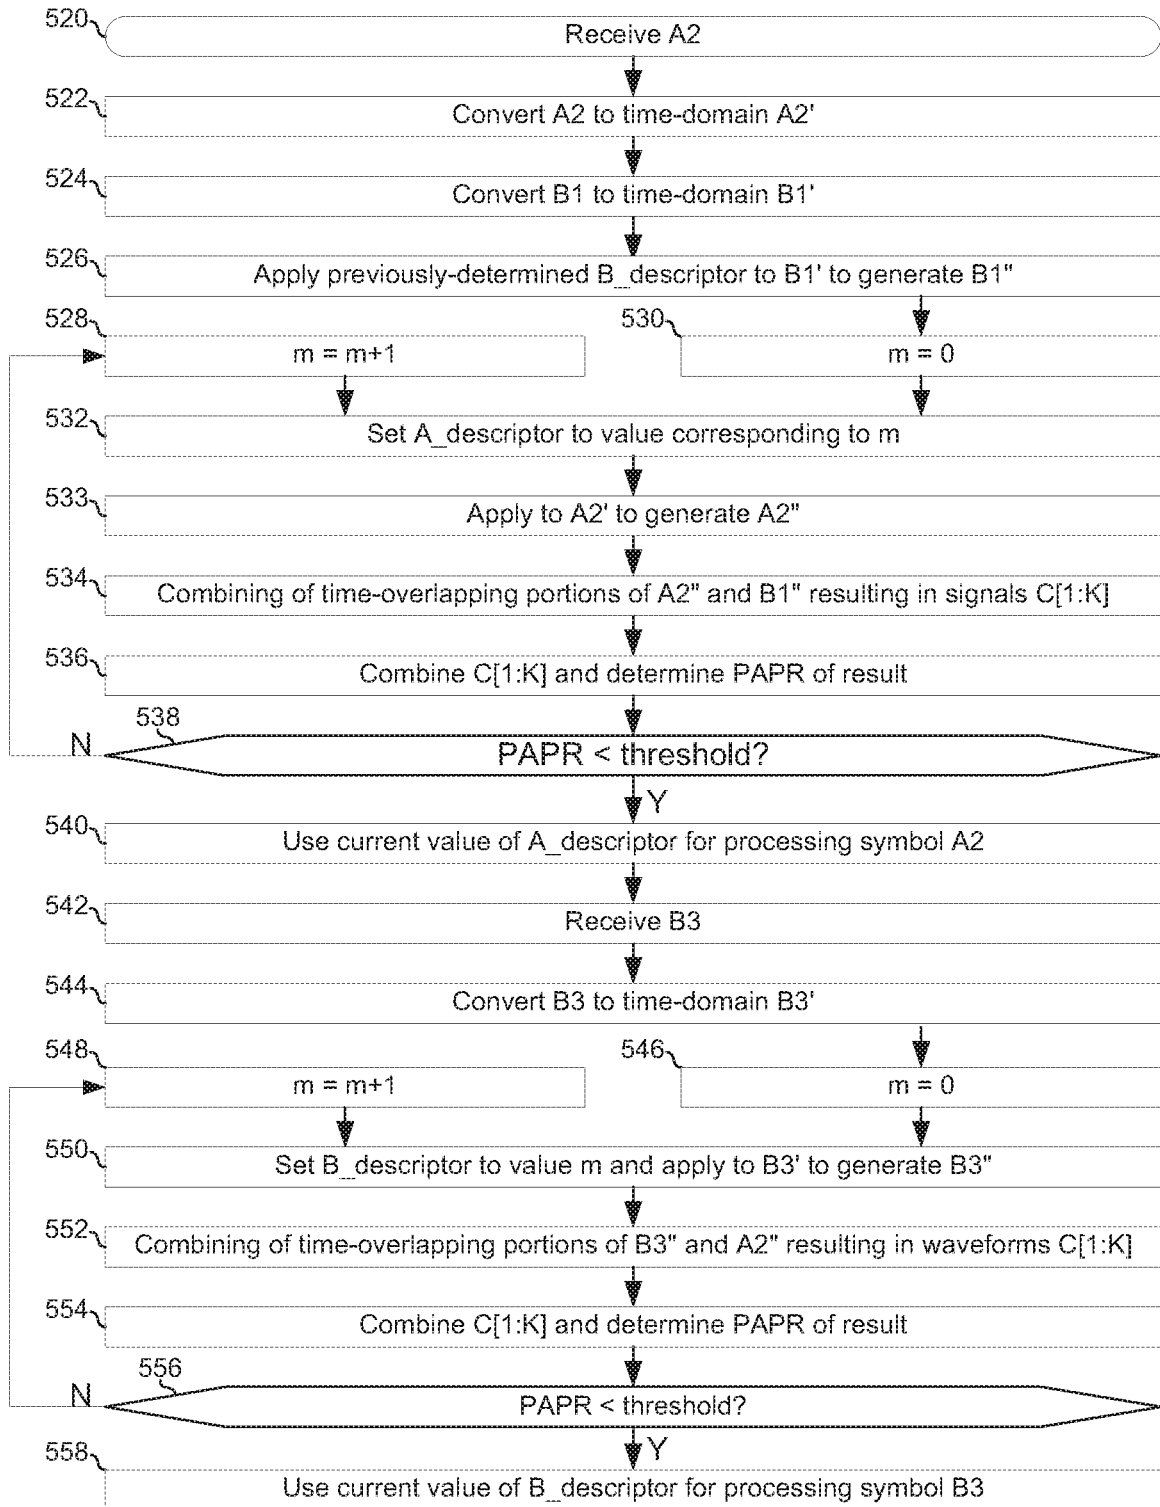 520
Receive A2
522
Convert A2 to time-domain A2'
524
Convert B1 to time-domain B1'
526
Apply previously-determined B_descriptor to B1' to generate B1"
528
530
m = m+1
m = 0
532
Set A_descriptor to value corresponding to m
533
Apply to A2' to generate A2"
534
Combining of time-overlapping portions of A2" and B1" resulting in signals C[1:K]
536
Combine C[1:K] and determine PAPR of result
538
N
PAPR < threshold?
Y
540
Use current value of A_descriptor for processing symbol A2
542
Receive B3
544
Convert B3 to time-domain B3'
548
546
m = m+1
m = 0
550
Set B_descriptor to value m and apply to B3' to generate B3"
552
Combining of time-overlapping portions of B3" and A2" resulting in waveforms C[1:K]
554
Combine C[1:K] and determine PAPR of result
556
N
PAPR < threshold?
Y
558
Use current value of B_descriptor for processing symbol B3